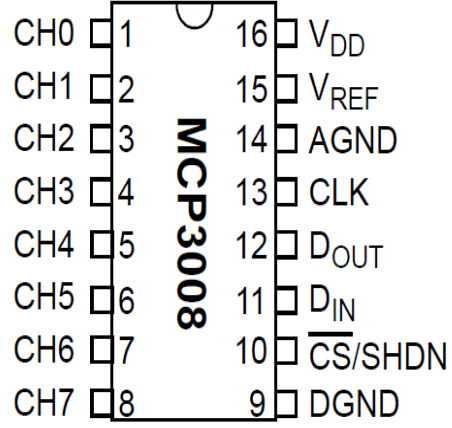 CH0 1 16 VDD
CH1 2 15 VREF
CH2 3 14 AGND
CH3 4 13 CLK
CH4 5 12 DOUT
CH5 6 11 DIN
CH6 7 10 C̅S̅/SHDN
CH7 8 9 DGND
MCP3008